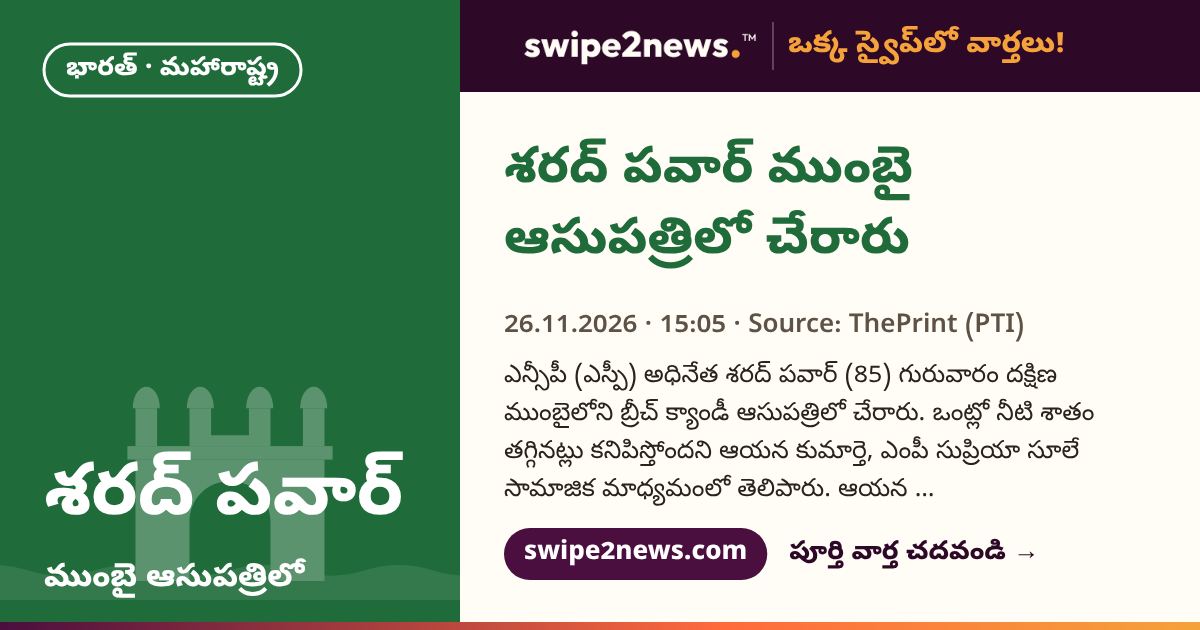 భారత్ · మహారాష్ట్ర
శరద్ పవార్
ముంబై ఆసుపత్రిలో
swipe2news.™ ఒక్క స్వైప్‌లో వార్తలు!
శరద్ పవార్ ముంబై
ఆసుపత్రిలో చేరారు
26.11.2026 · 15:05 · Source: ThePrint (PTI)
ఎన్సీపీ (ఎస్పీ) అధినేత శరద్ పవార్ (85) గురువారం దక్షిణ
ముంబైలోని బ్రీచ్ క్యాండీ ఆసుపత్రిలో చేరారు. ఒంట్లో నీటి శాతం
తగ్గినట్లు కనిపిస్తోందని ఆయన కుమార్తె, ఎంపీ సుప్రియా సూలే
సామాజిక మాధ్యమంలో తెలిపారు. ఆయన ...
swipe2news.com పూర్తి వార్త చదవండి →